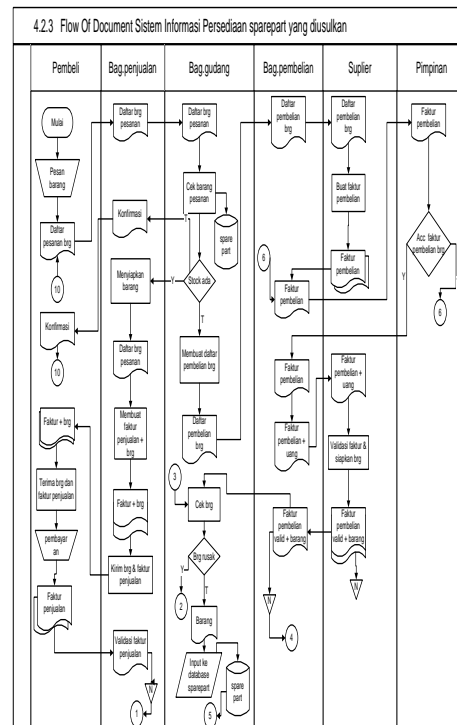 4.2.3 Flow Of Document Sistem Informasi Persediaan sparepart yang diusulkan
Pembeli
Bag.penjualan
Bag.gudang
Bag.pembelian
Suplier
Pimpinan
Mulai
Pesan
barang
Daftar
pesanan brg
10
Konfirmasi
10
Faktur + brg
Terima brg dan
faktur penjualan
pembayar
an
Faktur
penjualan
Daftar brg
pesanan
Konfirmasi
Menyiapkan
barang
Daftar brg
pesanan
Membuat
faktur
penjualan +
brg
Faktur + brg
Kirim brg & faktur
penjualan
Validasi faktur
penjualan
N
1
Daftar brg
pesanan
Cek barang
pesanan
spare
part
T
Stock ada
Y
T
Membuat daftar
pembelian brg
Daftar
pembelian
brg
3
Cek brg
Brg rusak
Y
T
2
Barang
Input ke
database
sparepart
spare
part
5
Daftar
pembelian
brg
6
Faktur
pembelian
Faktur
pembelian
Faktur
pembelian +
uang
Faktur
pembelian
valid + barang
N
4
Daftar
pembelian
brg
Buat faktur
pembelian
Faktur
pembelian
Faktur
pembelian +
uang
Validasi faktur &
siapkan brg
Faktur
pembelian
valid + barang
N
Faktur
pembelian
Acc faktur
pembelian brg
Y
6